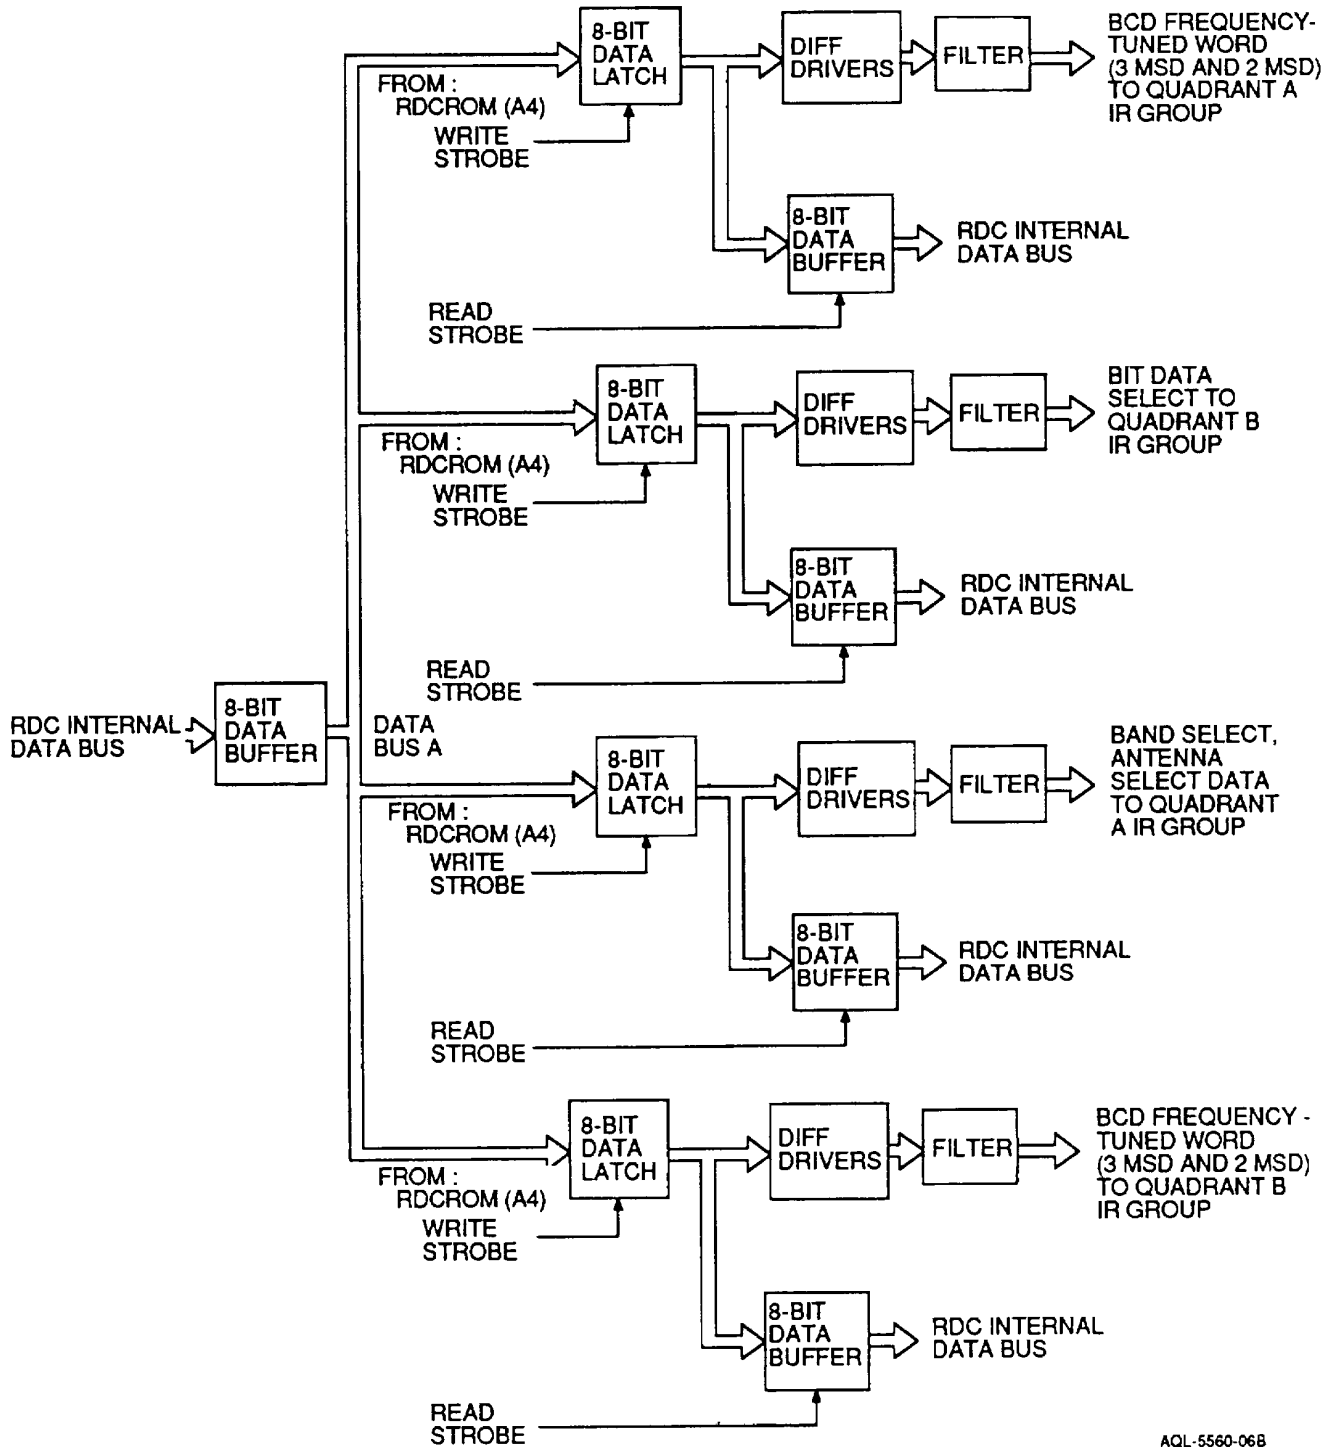 8-BIT
DATA
LATCH
DIFF
DRIVERS
FILTER
BCD FREQUENCY-
TUNED WORD
(3 MSD AND 2 MSD)
TO QUADRANT A
IR GROUP
FROM :
RDCROM (A4)
WRITE
STROBE
8-BIT
DATA
BUFFER
RDC INTERNAL
DATA BUS
READ
STROBE
8-BIT
DATA
LATCH
DIFF
DRIVERS
FILTER
BIT DATA
SELECT TO
QUADRANT B
IR GROUP
FROM :
RDCROM (A4)
WRITE
STROBE
8-BIT
DATA
BUFFER
RDC INTERNAL
DATA BUS
READ
STROBE
RDC INTERNAL
DATA BUS
8-BIT
DATA
BUFFER
DATA
BUS A
8-BIT
DATA
LATCH
DIFF
DRIVERS
FILTER
BAND SELECT,
ANTENNA
SELECT DATA
TO QUADRANT
A IR GROUP
FROM :
RDCROM (A4)
WRITE
STROBE
8-BIT
DATA
BUFFER
RDC INTERNAL
DATA BUS
READ
STROBE
8-BIT
DATA
LATCH
DIFF
DRIVERS
FILTER
BCD FREQUENCY -
TUNED WORD
(3 MSD AND 2 MSD)
TO QUADRANT B
IR GROUP
FROM :
RDCROM (A4)
WRITE
STROBE
8-BIT
DATA
BUFFER
RDC INTERNAL
DATA BUS
READ
STROBE
AQL-5560-06B